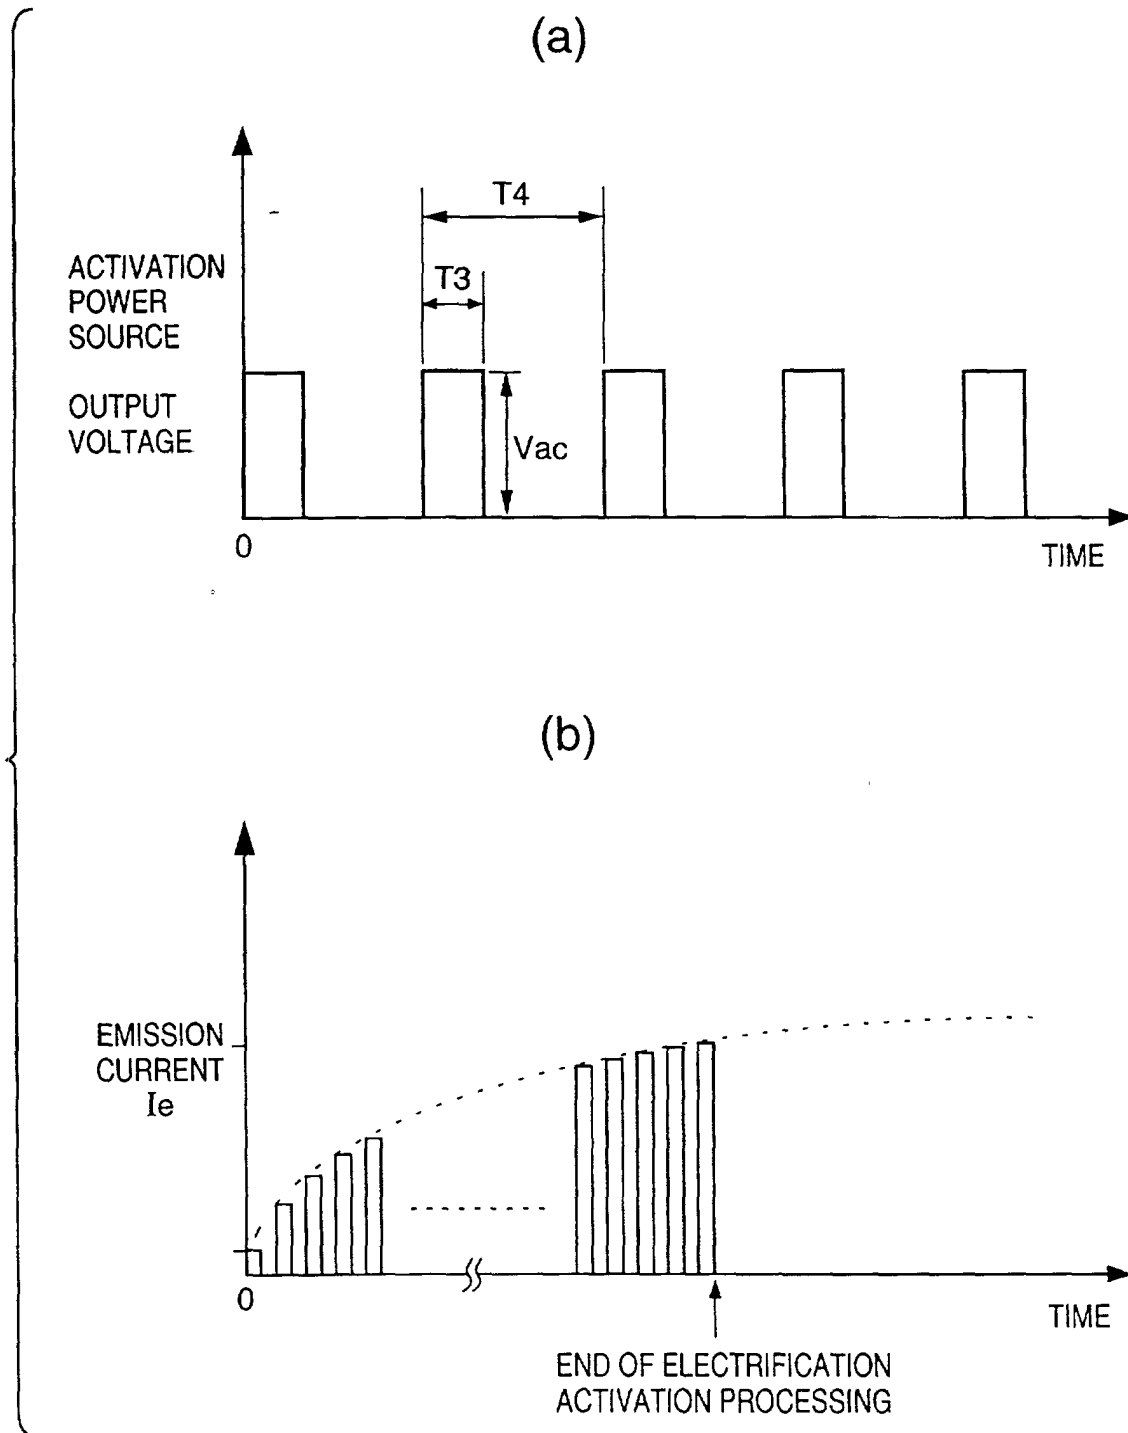 (a)
T4
T3
ACTIVATION
POWER
SOURCE
OUTPUT
VOLTAGE
Vac
0
TIME
(b)
EMISSION
CURRENT
Ie
0
TIME
END OF ELECTRIFICATION
ACTIVATION PROCESSING